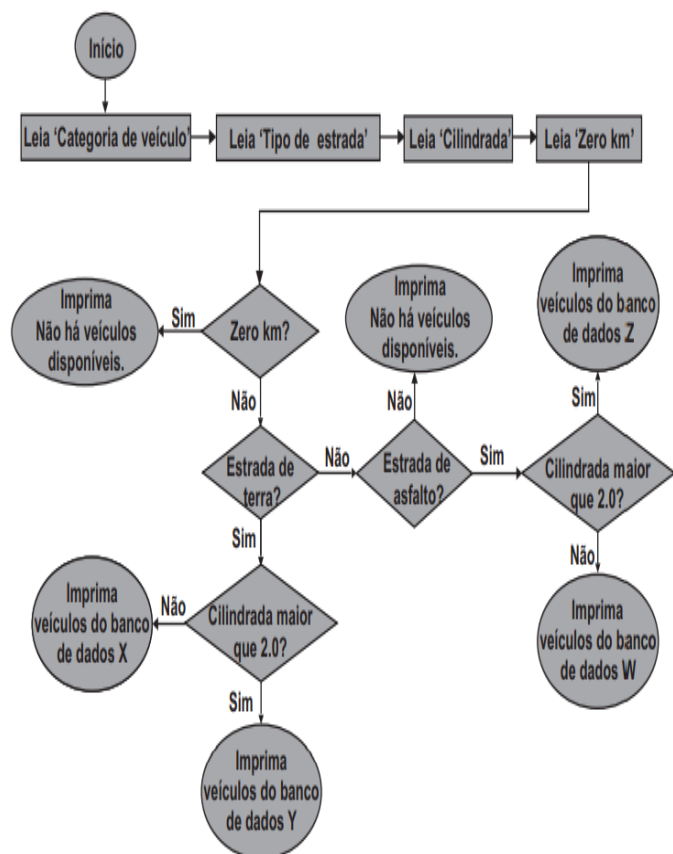 Início
Leia ‘Categoria de veículo’
Leia ‘Tipo de estrada’
Leia ‘Cilindrada’
Leia ‘Zero km’
Imprima
Não há veículos
disponíveis.
Sim
Zero km?
Imprima
Não há veículos
disponíveis.
Imprima
veículos do banco
de dados Z
Não
Não
Sim
Estrada de
terra?
Não
Estrada de
asfalto?
Sim
Cilindrada maior
que 2.0?
Sim
Não
Imprima
veículos do banco
de dados X
Não
Cilindrada maior
que 2.0?
Imprima
veículos do banco
de dados W
Sim
Imprima
veículos do banco
de dados Y